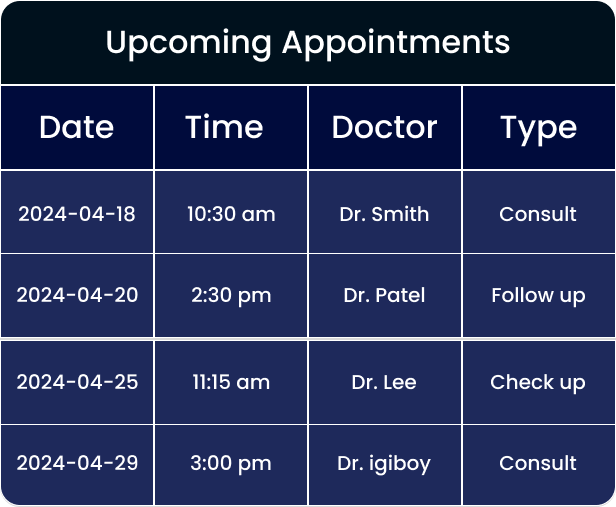 Upcoming Appointments
Date Time Doctor Type
2024-04-18 10:30 am Dr. Smith Consult
2024-04-20 2:30 pm Dr. Patel Follow up
2024-04-25 11:15 am Dr. Lee Check up
2024-04-29 3:00 pm Dr. igiboy Consult